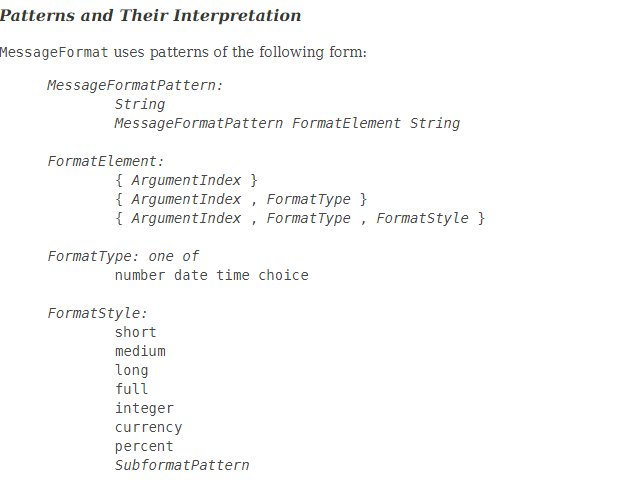 Patterns and Their Interpretation
MessageFormat uses patterns of the following form:
MessageFormatPattern:
String
MessageFormatPattern FormatElement String
FormatElement:
{ ArgumentIndex }
{ ArgumentIndex , FormatType }
{ ArgumentIndex , FormatType , FormatStyle }
FormatType: one of
number date time choice
FormatStyle:
short
medium
long
full
integer
currency
percent
SubformatPattern